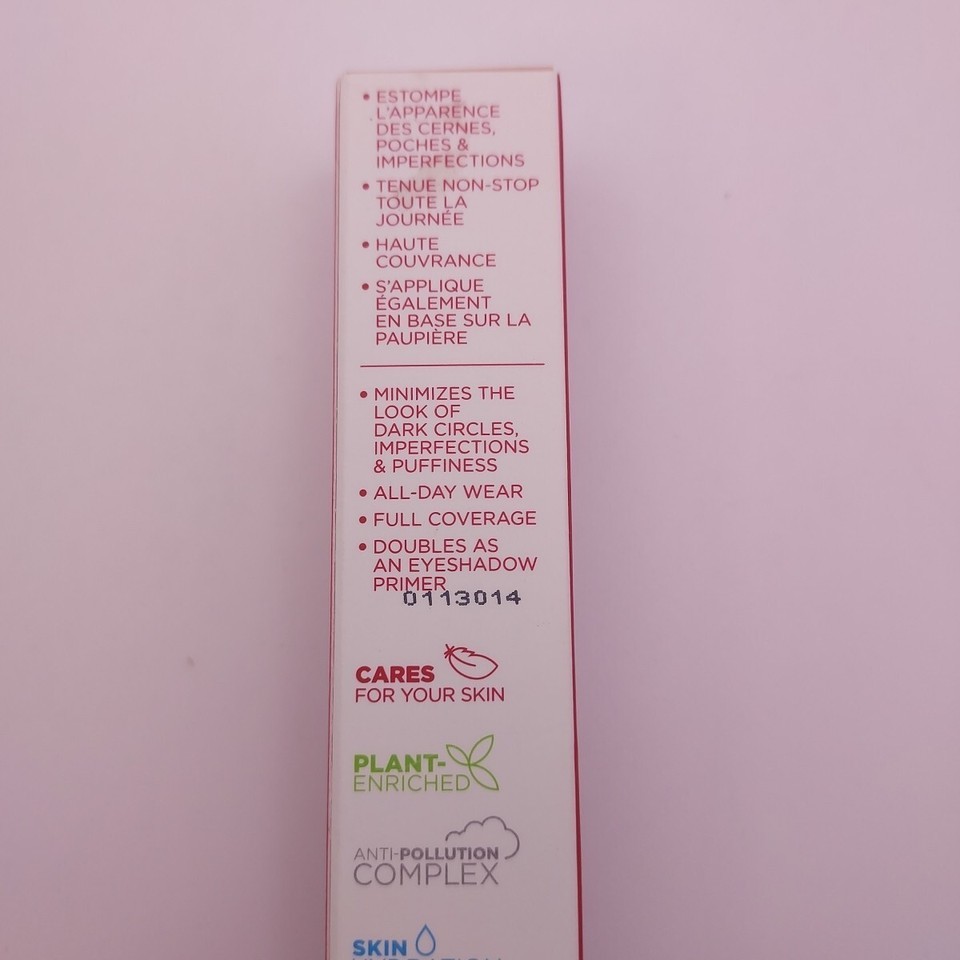 • ESTOMPE
L'APPARENCE
DES CERNES,
POCHES &
IMPERFECTIONS
• TENUE NON-STOP
TOUTE LA
JOURNÉE
• HAUTE
COUVRANCE
• S'APPLIQUE
ÉGALEMENT
EN BASE SUR LA
PAUPIÈRE
• MINIMIZES THE
LOOK OF
DARK CIRCLES,
IMPERFECTIONS
& PUFFINESS
• ALL-DAY WEAR
• FULL COVERAGE
• DOUBLES AS
AN EYESHADOW
PRIMER
0113014
CARES
FOR YOUR SKIN
PLANT-
ENRICHED
ANTI-POLLUTION
COMPLEX
SKIN